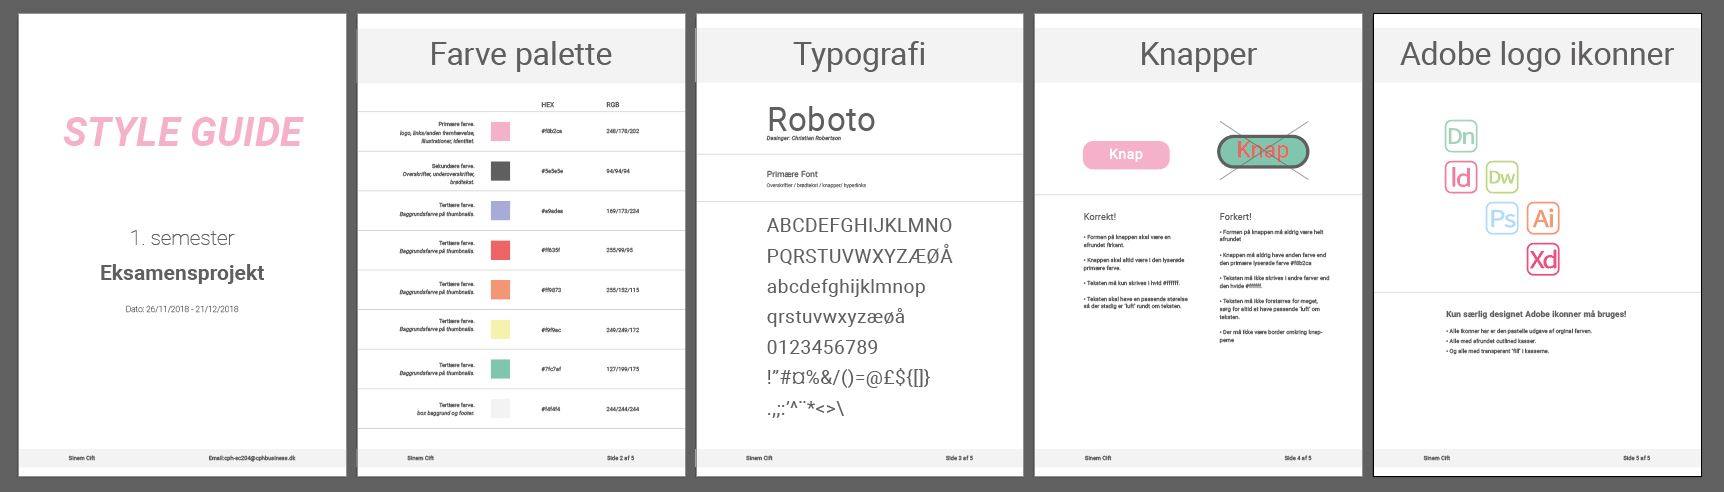 STYLE GUIDE
1. semester
Eksamensprojekt
Dato: 26/11/2018 - 21/12/2018
Sinem Cift
Email:cph-sc204@cphbusiness.dk
Farve palette
HEX RGB
Primære farve.
logo, links/anden fremhævelse,
illustrationer, identitet.
#f8b2ca 248/178/202
Sekundære farve.
Overskrifter, underoverskrifter,
brødtekst.
#5e5e5e 94/94/94
Tertiære farve.
Baggrundsfarve på thumbnails.
#a9adea 169/173/234
Tertiære farve.
Baggrundsfarve på thumbnails.
#ff635f 255/99/95
Tertiære farve.
Baggrundsfarve på thumbnails.
#ff9873 255/152/115
Tertiære farve.
Baggrundsfarve på thumbnails.
#f9f9ac 249/249/172
Tertiære farve.
Baggrundsfarve på thumbnails.
#7fc7af 127/199/175
Tertiære farve.
box baggrund og footer.
#f4f4f4 244/244/244
Sinem Cift Side 2 af 5
Typografi
Roboto
Desinger: Christian Robertson
Primære Font
Overskrifter / brødtekst / knapper/ hyperlinks
ABCDEFGHIJKLMNO
PQRSTUVWXYZÆØÅ
abcdefghijklmnop
qrstuvwxyzæøå
0123456789
!”#¤%&/()=@£${[]}
.,;:’^¨*<>\
Sinem Cift Side 3 af 5
Knapper
Knap
Knap
Korrekt!
• Formen på knappen skal være en
afrundet firkant.
• Knappen skal altid være i den lyserøde
primære farve.
• Teksten må kun skrives i hvid #ffffff.
• Teksten skal have en passende størelse
så der stadig er 'luft' rundt om teksten.
Forkert!
• Formen på knappen må aldrig være helt
afrundet
• Knappen må aldrig have anden farve end
den primære lyserøde farve #f8b2ca
• Teksten må ikke skrives i andre farver end
den hvide #ffffff.
• Teksten må ikke forstørres for meget,
sørg for altid at have passende 'luft' om
teksten.
• Der må ikke være border omkring knap-
perne
Sinem Cift Side 4 af 5
Adobe logo ikonner
Dn
Id Dw
Ps Ai
Xd
Kun særlig designet Adobe ikonner må bruges!
• Alle ikonner her er den pastelle udgave af orginal farven.
• Alle med afrundet outlined kasser.
• Og alle med transperant 'fill' i kasserne.
Sinem Cift Side 5 af 5